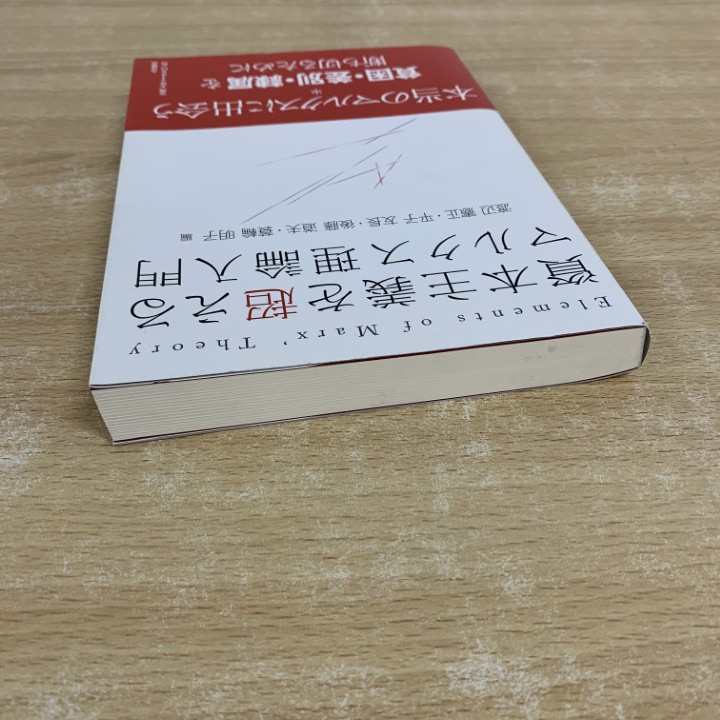 Elements of Marx' Theory
資本主義を超える
マルクス理論入門
渡辺 憲正・平子 友長・後藤 道夫・蓑輪 明子 編
本当のマルクスに出会う
*
貧困・差別・隷属を
断ち切るために